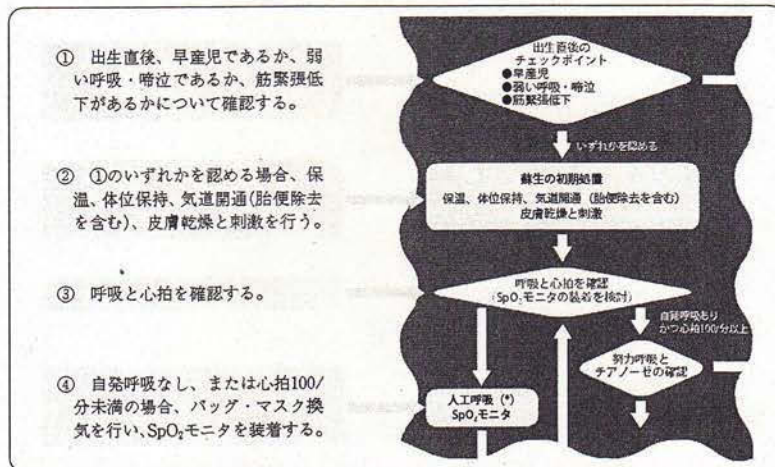 ① 出生直後、早産児であるか、弱
い呼吸・啼泣であるか、筋緊張低
下があるかについて確認する。
② ①のいずれかを認める場合、保
温、体位保持、気道開通(胎便除去
を含む)、皮膚乾燥と刺激を行う。
③ 呼吸と心拍を確認する。
④ 自発呼吸なし、または心拍100/
分未満の場合、バッグ・マスク換
気を行い、SpO₂モニタを装着する。
出生直後の
チェックポイント
●早産児
●弱い呼吸・啼泣
●筋緊張低下
いずれかを認める
蘇生の初期処置
保温、体位保持、気道開通（胎便除去を含む）
皮膚乾燥と刺激
呼吸と心拍を確認
(SpO₂モニタの装着を検討)
自発呼吸あり
かつ心拍100/分以上
努力呼吸と
チアノーゼの確認
人工呼吸（*）
SpO₂モニタ